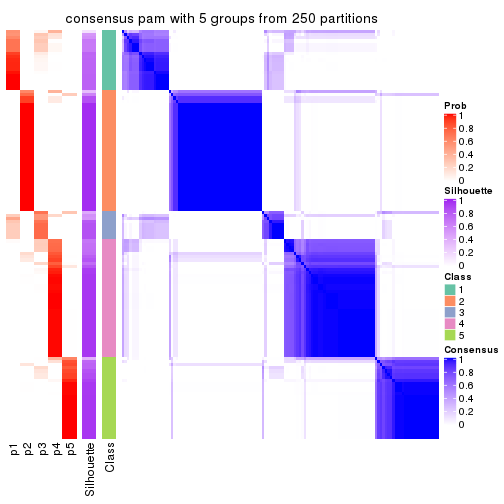 consensus pam with 5 groups from 250 partitions
Prob
1
0.8
0.6
0.4
0.2
0
Silhouette
1
0.8
0.6
0.4
0.2
0
Class
1
2
3
4
5
Consensus
1
0.8
0.6
0.4
0.2
0
p1
p2
p3
p4
p5
Silhouette
Class